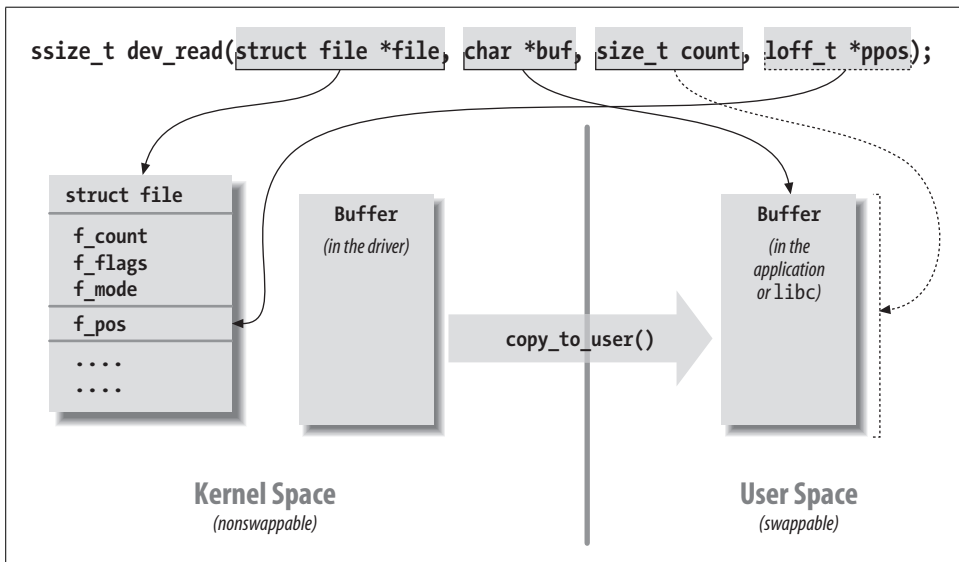 ssize_t dev_read(struct file *file, char *buf, size_t count, loff_t *ppos);
struct file
f_count
f_flags
f_mode
f_pos
....
....
Buffer
(in the driver)
copy_to_user()
Buffer
(in the
application
or libc)
Kernel Space
(nonswappable)
User Space
(swappable)